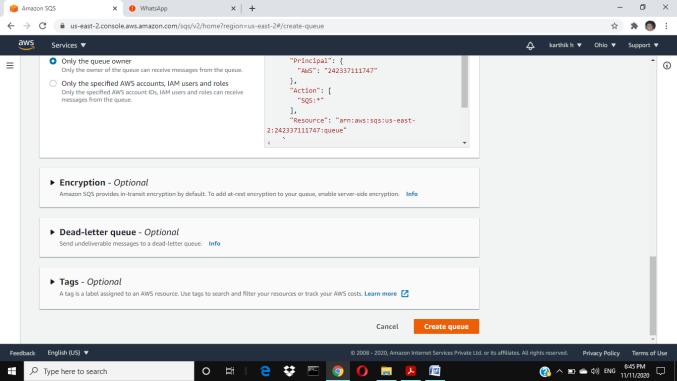 Amazon SQS
WhatsApp
us-east-2.console.aws.amazon.com/sqs/v2/home?region=us-east-2#/create-queue
aws
Services
karthik h
Ohio
Support
Only the queue owner
Only the owner of the queue can receive messages from the queue.
Only the specified AWS accounts, IAM users and roles
Only the specified AWS account IDs, IAM users and roles can receive
messages from the queue.
"Principal": {
"AWS": "242337111747"
},
"Action": [
"SQS:*"
],
"Resource": "arn:aws:sqs:us-east-
2:242337111747:queue"
}
Encryption - Optional
Amazon SQS provides in-transit encryption by default. To add at-rest encryption to your queue, enable server-side encryption. Info
Dead-letter queue - Optional
Send undeliverable messages to a dead-letter queue. Info
Tags - Optional
A tag is a label assigned to an AWS resource. Use tags to search and filter your resources or track your AWS costs. Learn more
Cancel
Create queue
Feedback
English (US)
© 2008 - 2020, Amazon Internet Services Private Ltd. or its affiliates. All rights reserved.
Privacy Policy
Terms of Use
Type here to search
ENG
6:45 PM
11/11/2020